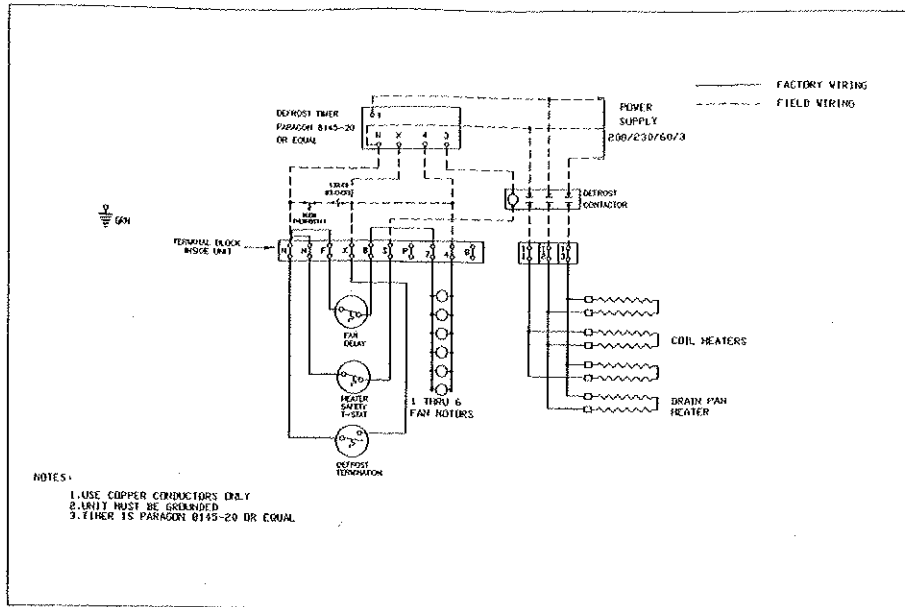 FACTORY WIRING
FIELD WIRING
POWER
SUPPLY
208/230/60/3
DEFROST TIMER
PARAGON 8145-20
OR EQUAL
1
N X 4 3
DEFROST
CONTACTOR
ROOM
THERMOSTAT
GRN
TERMINAL BLOCK
INSIDE UNIT
N N F X B S P 7 4 R
FAN
DELAY
HEATER
SAFETY
T-STAT
1 THRU 6
FAN MOTORS
DEFROST
TERMINATION
COIL HEATERS
DRAIN PAN
HEATER
NOTES:
1.USE COPPER CONDUCTORS ONLY
2.UNIT MUST BE GROUNDED
3.TIMER IS PARAGON 8145-20 OR EQUAL